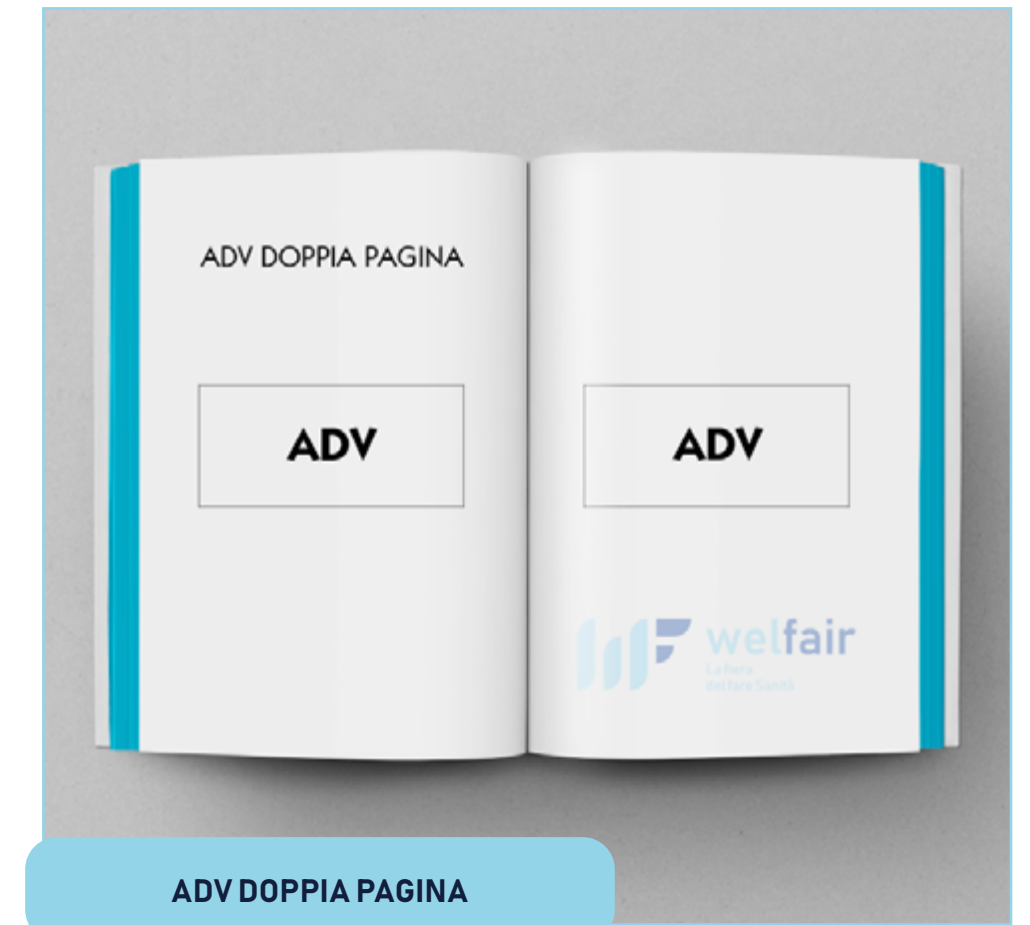 ADV DOPPIA PAGINA
ADV
ADV
welfair
La fiera
del fare Sanità
ADV DOPPIA PAGINA